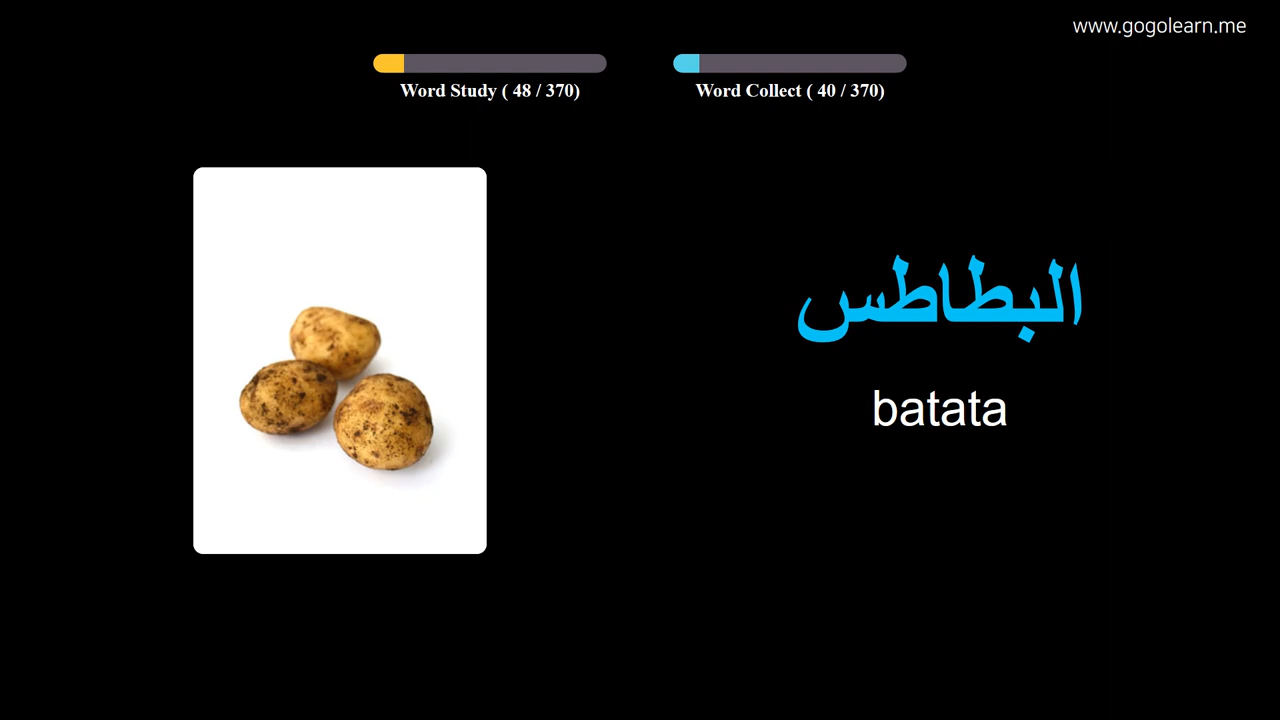 www.gogolearn.me
Word Study ( 48 / 370)
Word Collect ( 40 / 370)
البطاطس
batata